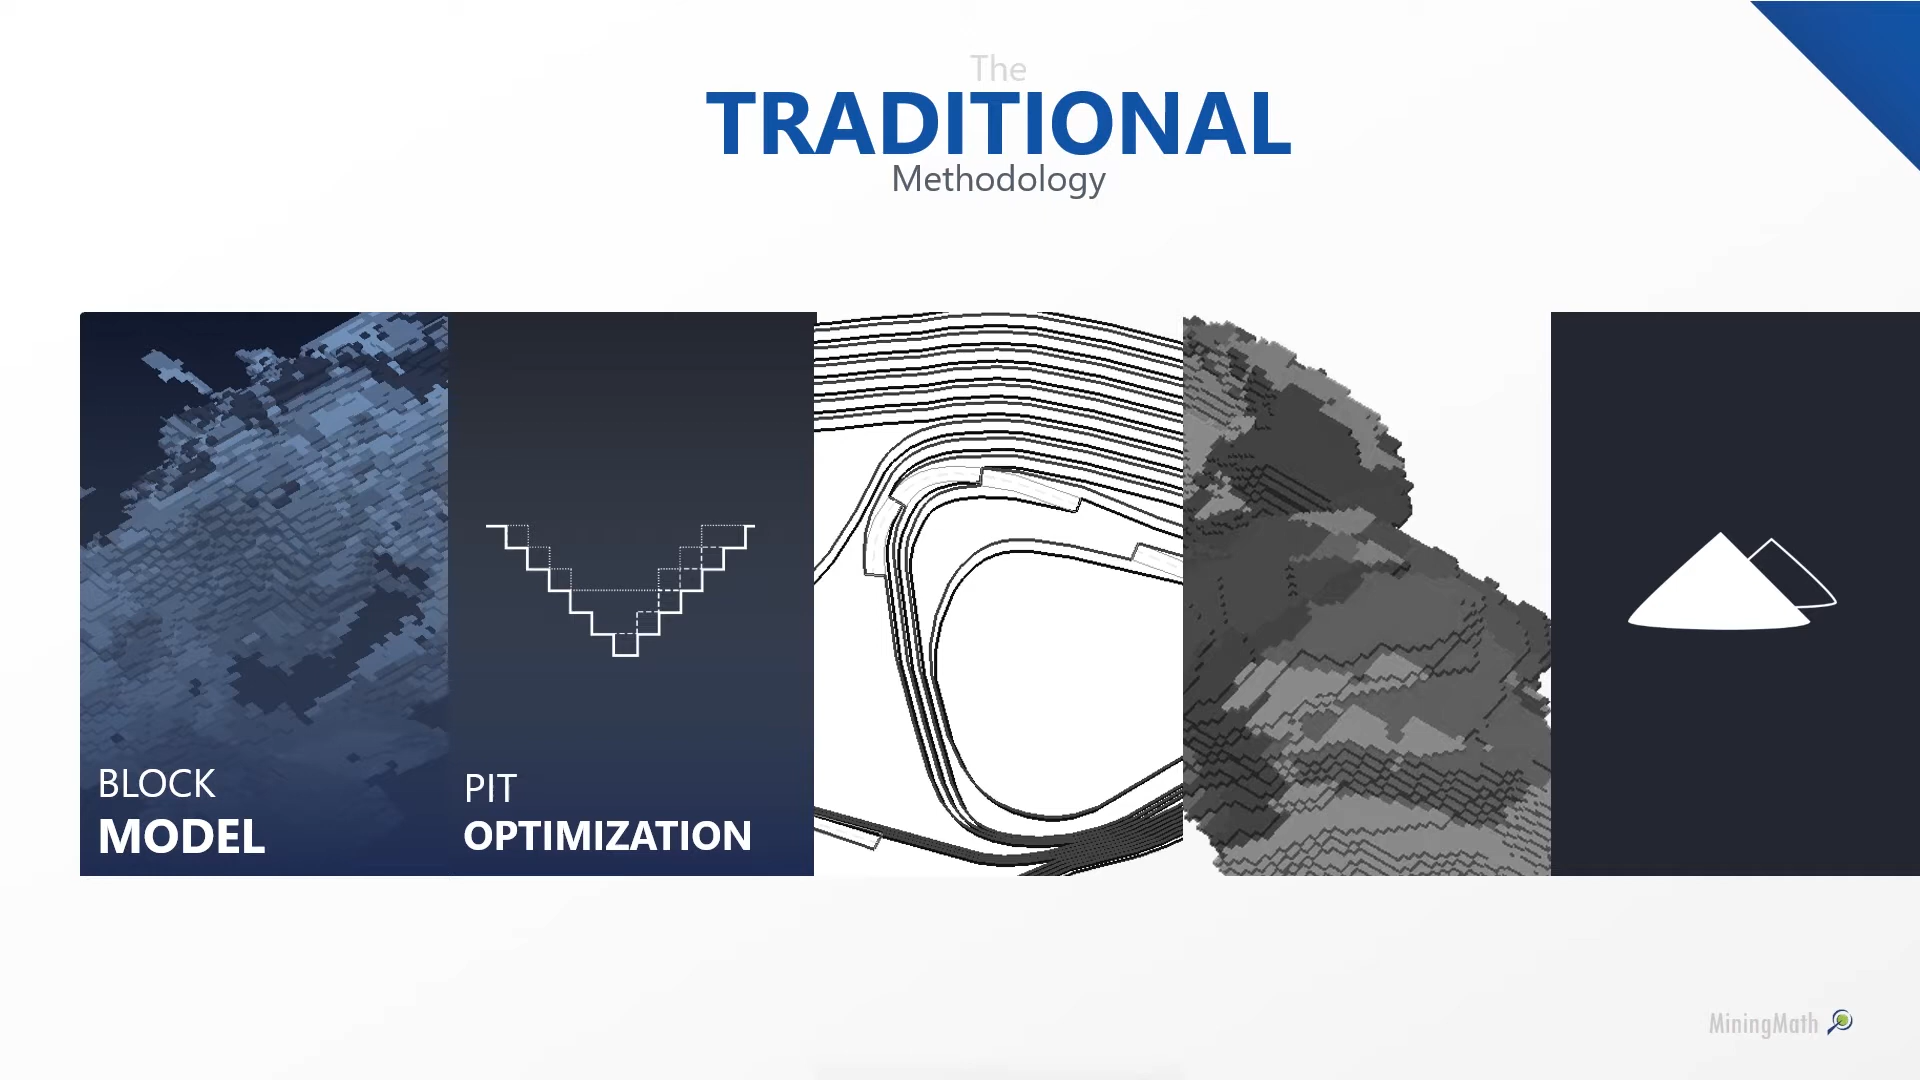 The
TRADITIONAL
Methodology
BLOCK
MODEL
PIT
OPTIMIZATION
MiningMath